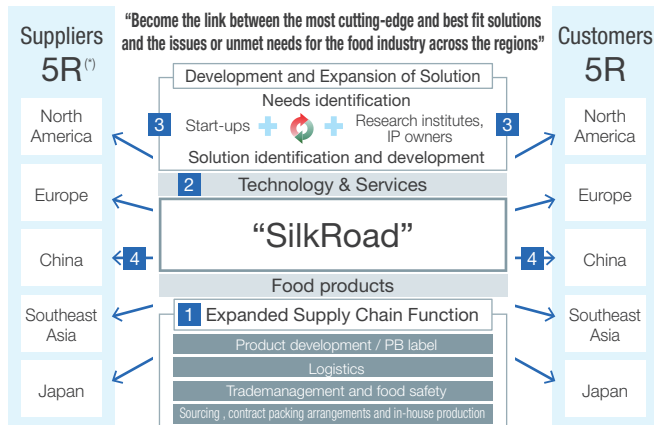 “Become the link between the most cutting-edge and best fit solutions
and the issues or unmet needs for the food industry across the regions”
Suppliers
5R(*)
North
America
Europe
China
Southeast
Asia
Japan
Development and Expansion of Solution
Needs identification
3
Start-ups
Research institutes,
IP owners
3
Solution identification and development
2
Technology & Services
“SilkRoad”
4
4
Food products
1
Expanded Supply Chain Function
Product development / PB label
Logistics
Trademanagement and food safety
Sourcing , contract packing arrangements and in-house production
Customers
5R
North
America
Europe
China
Southeast
Asia
Japan